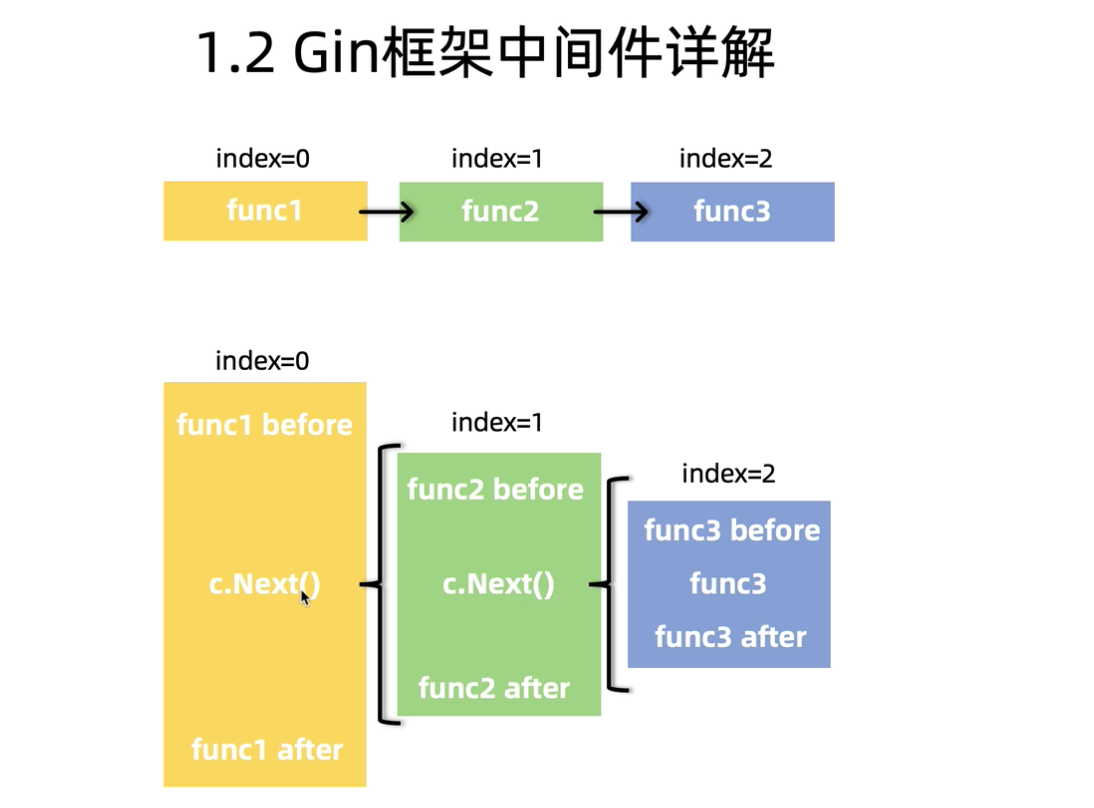 1.2 Gin框架中间件详解
index=0
index=1
index=2
func1
func2
func3
index=0
func1 before
c.Next()
func1 after
index=1
func2 before
c.Next()
func2 after
index=2
func3 before
func3
func3 after